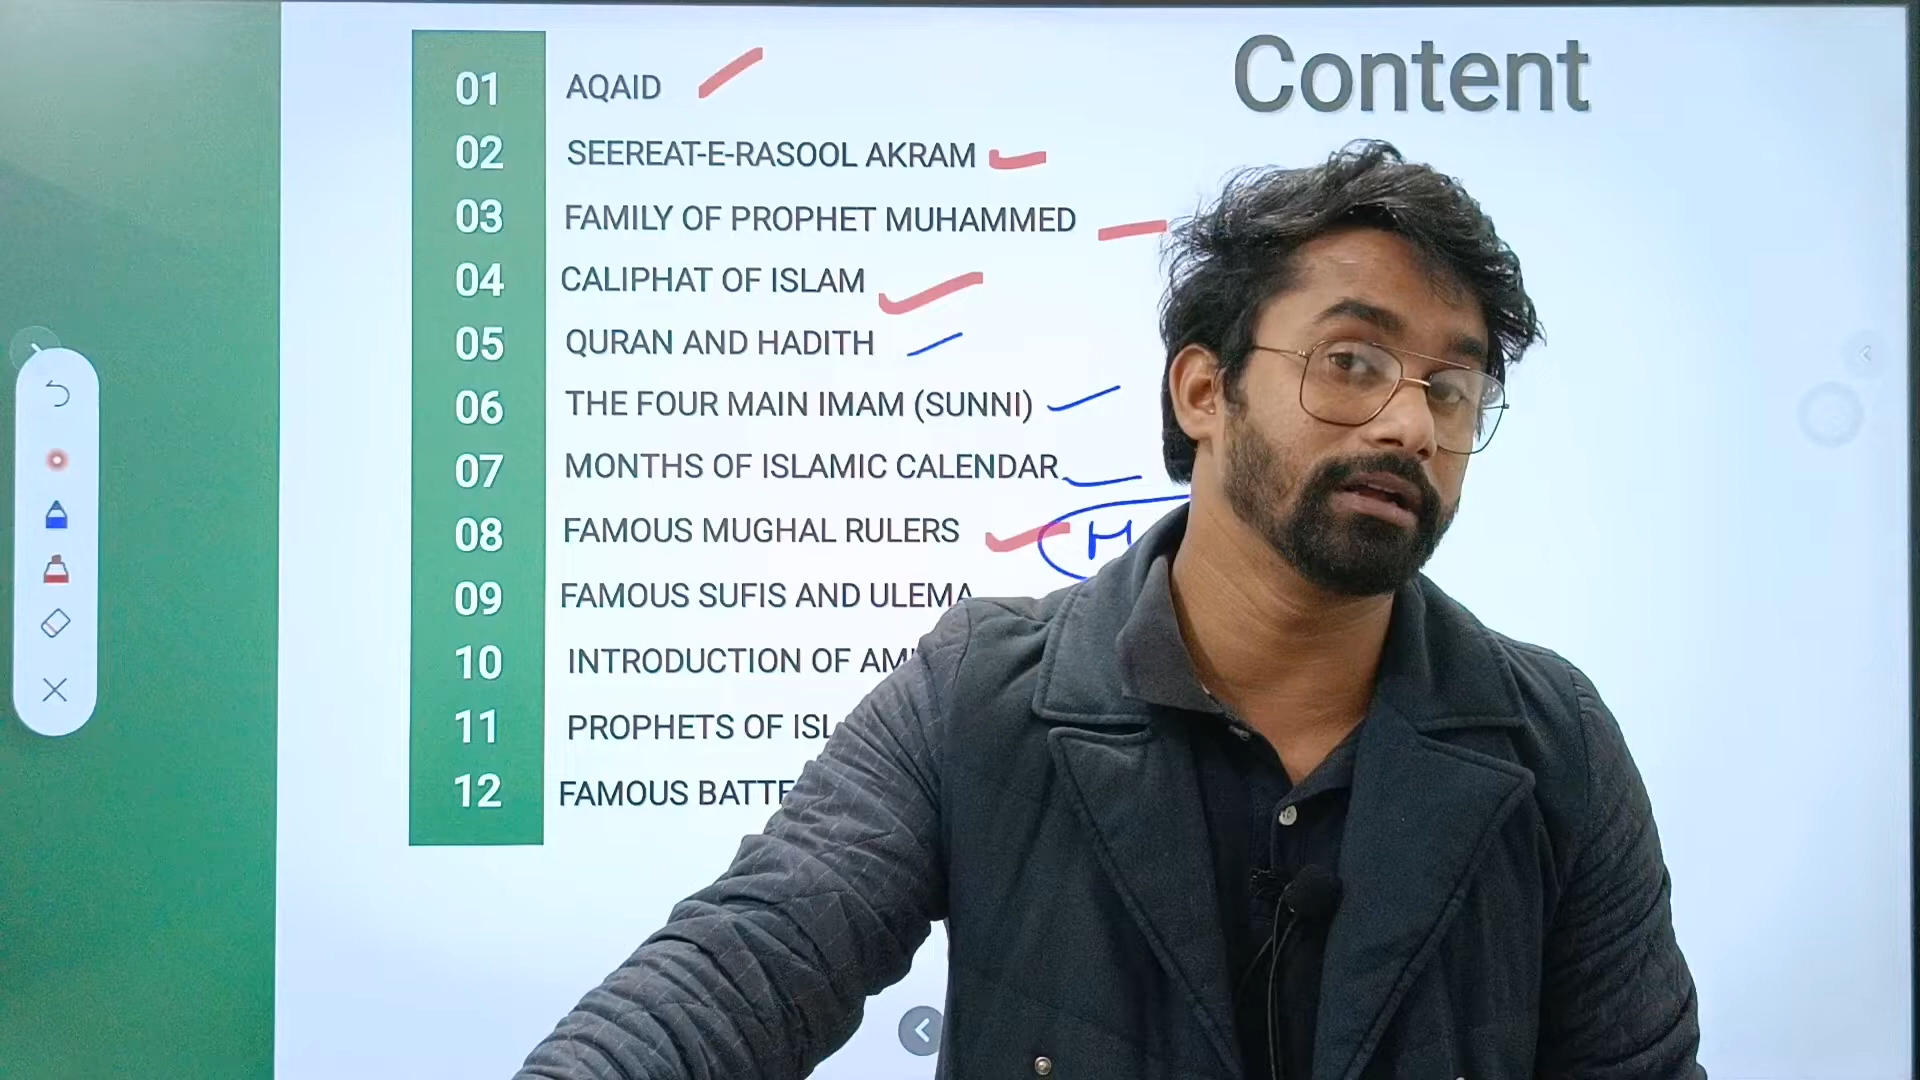 Content
01 AQAID
02 SEEREAT-E-RASOOL AKRAM
03 FAMILY OF PROPHET MUHAMMED
04 CALIPHAT OF ISLAM
05 QURAN AND HADITH
06 THE FOUR MAIN IMAM (SUNNI)
07 MONTHS OF ISLAMIC CALENDAR
08 FAMOUS MUGHAL RULERS
09 FAMOUS SUFIS AND ULEMA
10 INTRODUCTION OF
11 PROPHETS OF
12 FAMOUS